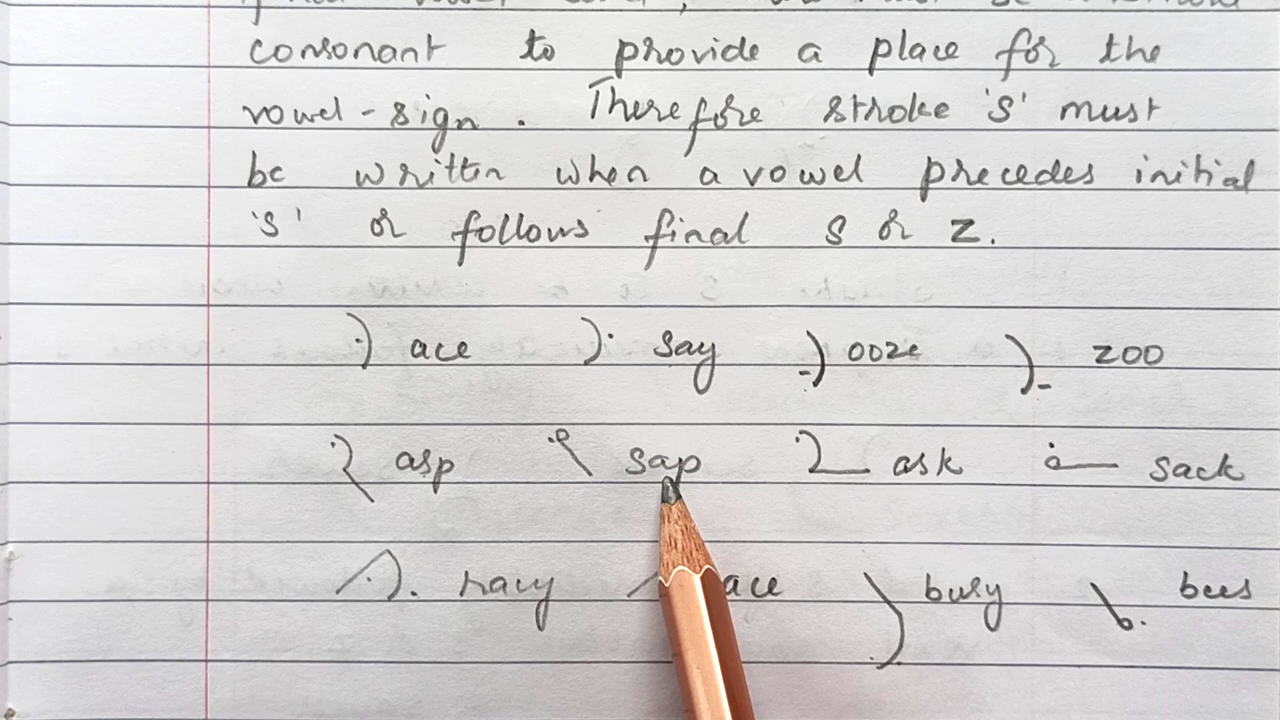 consonant to provide a place for the
vowel-sign. Therefore stroke 's' must
be written when a vowel precedes initial
's' or follows final s or z.
ace say ooze zoo
asp sap ask sack
racy ace busy bees